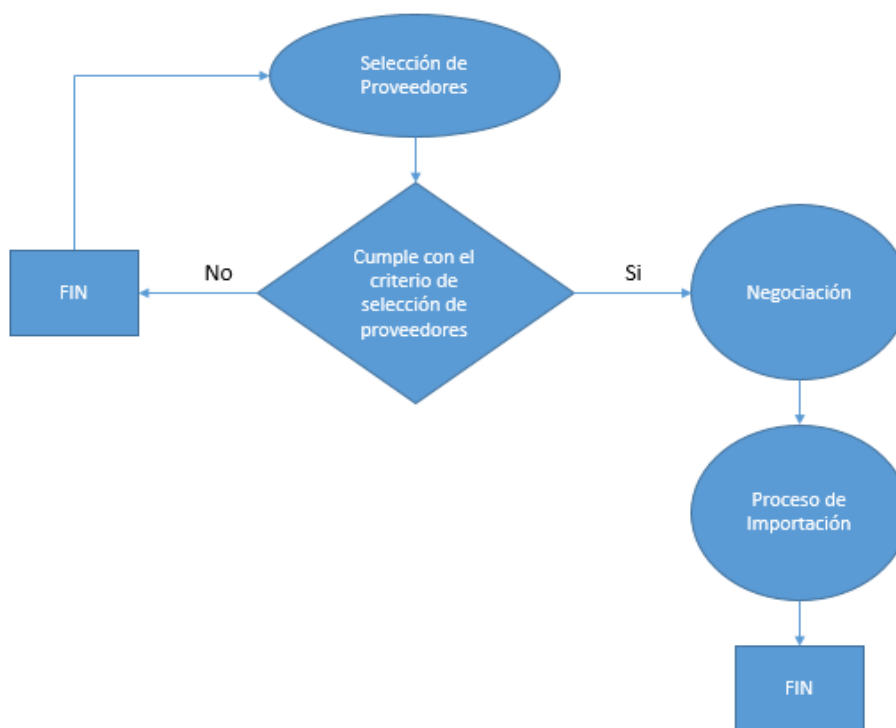 Selección de
Proveedores
Cumple con el
criterio de
selección de
proveedores
No
FIN
Si
Negociación
Proceso de
Importación
FIN